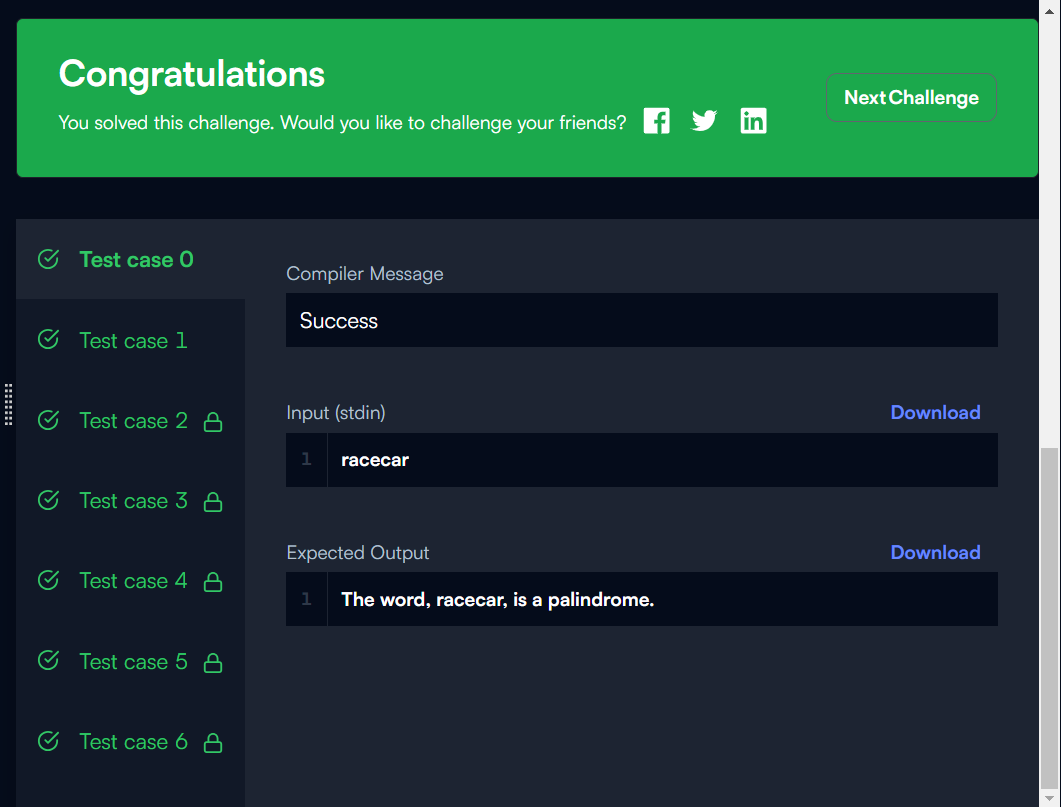 Congratulations
You solved this challenge. Would you like to challenge your friends?
Next Challenge
Test case 0
Test case 1
Test case 2
Test case 3
Test case 4
Test case 5
Test case 6
Compiler Message
Success
Input (stdin)
Download
1 racecar
Expected Output
Download
1 The word, racecar, is a palindrome.